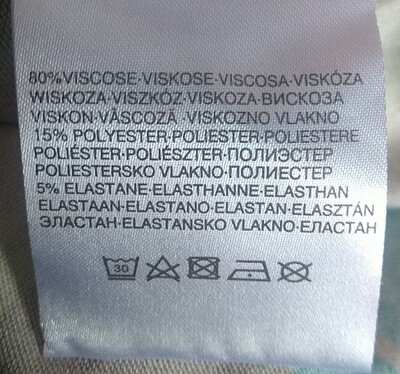 80% VISCOSE·VISKOSE·VISCOSA·VISKÓZA
WISKOZA·VISZKÓZ·VISKOZA·ВИСКОЗА
VISKON·VÂSCOZĂ·VISKOZNO VLAKNO
15% POLYESTER·POLIESTER·POLIESTERE
POLIÉSTER·POLIÉSZTER·ПОЛИЭСТЕР
POLIESTERSKO VLAKNO·ПОЛИЕСТЕР
5% ELASTANE·ELASTHANNE·ELASTHAN
ELASTAAN·ELASTANO·ELASTAN·ELASZTÁN
ЭЛАСТАН·ELASTANSKO VLAKNO·ЕЛАСТАН
30